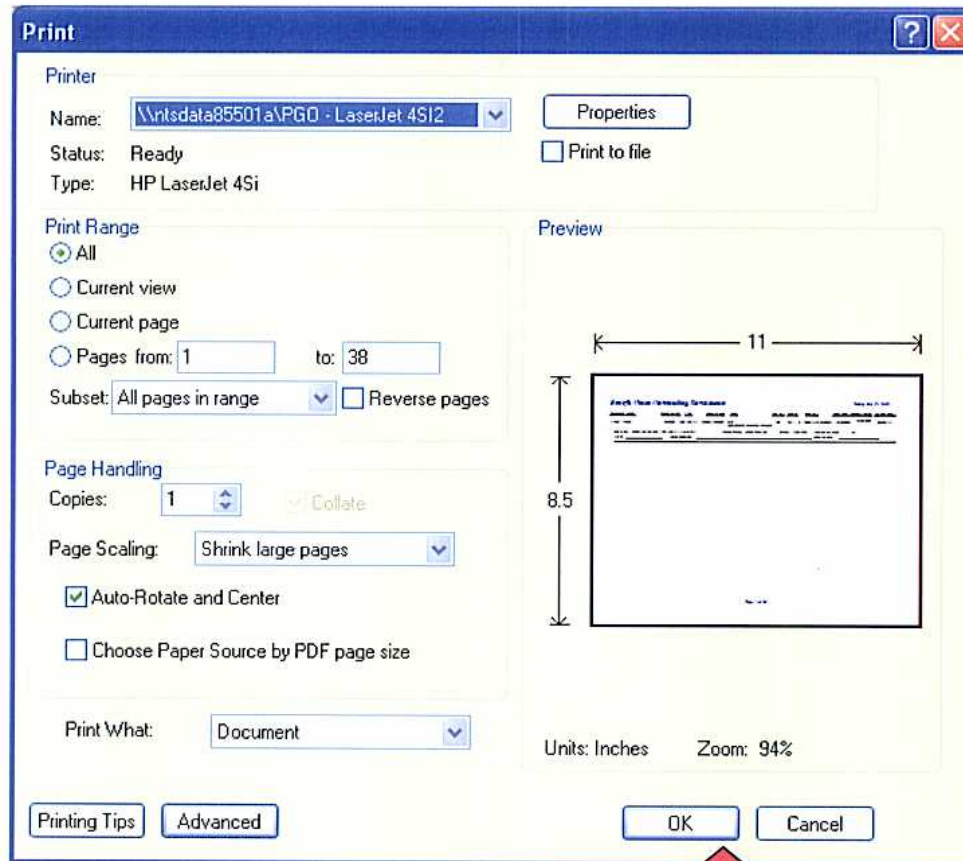 Print
Printer
Name: \\ntsdata85501a\PGO - LaserJet 4SI2 Properties
Status: Ready Print to file
Type: HP LaserJet 4Si
Print Range Preview
All
Current view
Current page
Pages from: 1 to: 38
Subset: All pages in range Reverse pages
11
8.5
Page Handling
Copies: 1 Collate
Page Scaling: Shrink large pages
Auto-Rotate and Center
Choose Paper Source by PDF page size
Print What: Document
Units: Inches Zoom: 94%
Printing Tips Advanced OK Cancel